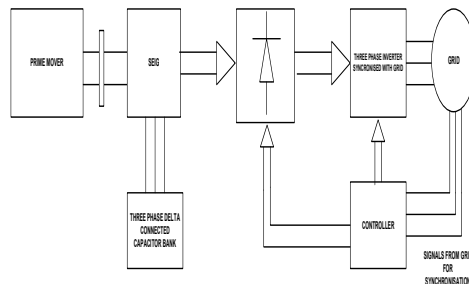 PRIME MOVER
SEIG
THREE PHASE INVERTER
SYNCRONISED WITH GRID
GRID
THREE PHASE DELTA
CONNECTED
CAPACITOR BANK
CONTROLLER
SIGNALS FROM GRI
FOR
SYNCHRONISATION